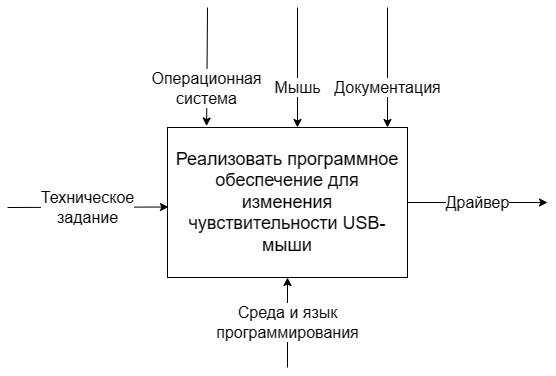 Операционная
система
Мышь
Документация
Реализовать программное
обеспечение для
изменения
чувствительности USB-
мыши
Техническое
задание
Драйвер
Среда и язык
программирования